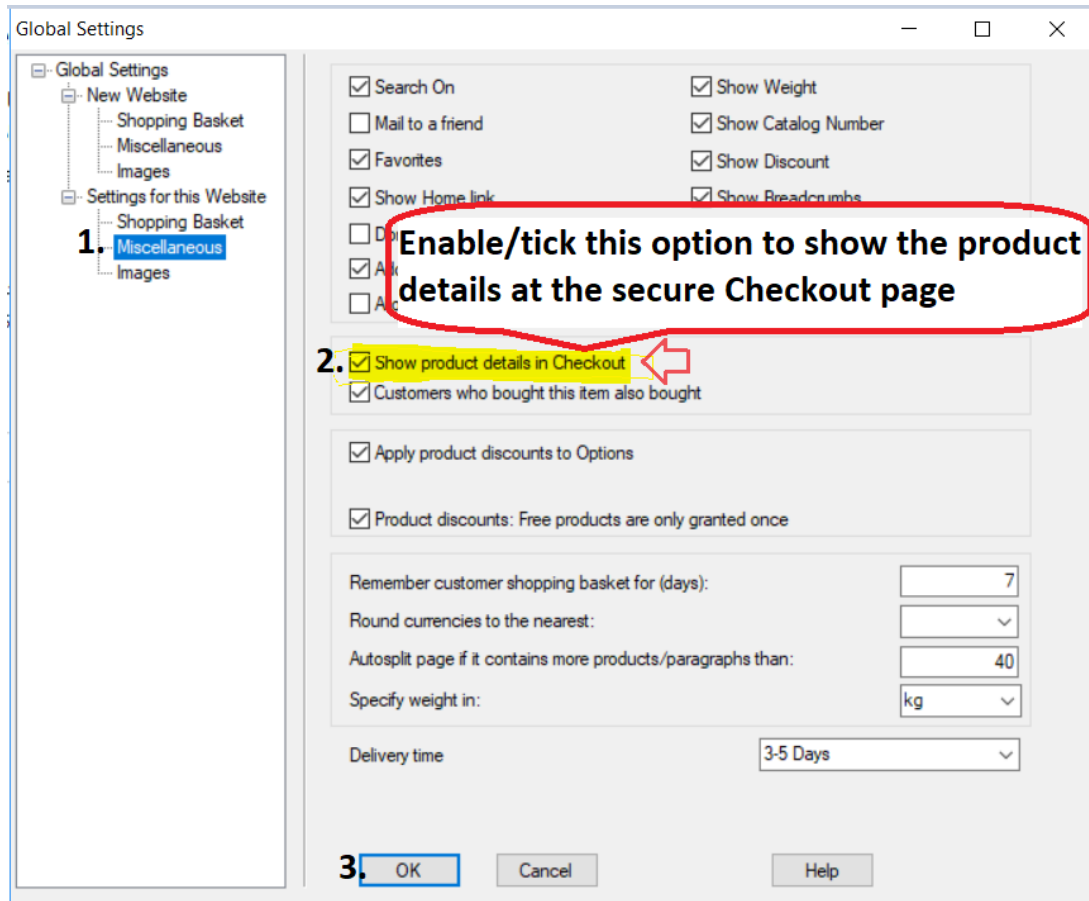 Global Settings
Global Settings
New Website
Shopping Basket
Miscellaneous
Images
Settings for this Website
Shopping Basket
1. Miscellaneous
Images
Search On
Show Weight
Mail to a friend
Show Catalog Number
Favorites
Show Discount
Show Home link
Show Breadcrumbs
Enable/tick this option to show the product
details at the secure Checkout page
2. Show product details in Checkout
Customers who bought this item also bought
Apply product discounts to Options
Product discounts: Free products are only granted once
Remember customer shopping basket for (days): 7
Round currencies to the nearest:
Autosplit page if it contains more products/paragraphs than: 40
Specify weight in: kg
Delivery time 3-5 Days
3. OK Cancel Help